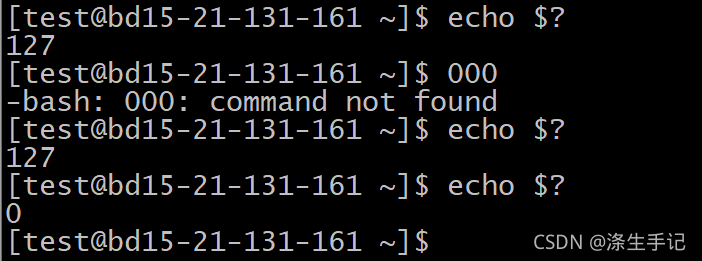 [test@bd15-21-131-161 ~]$ echo $?
127
[test@bd15-21-131-161 ~]$ 000
-bash: 000: command not found
[test@bd15-21-131-161 ~]$ echo $?
127
[test@bd15-21-131-161 ~]$ echo $?
0
[test@bd15-21-131-161 ~]$
CSDN @涤生手记